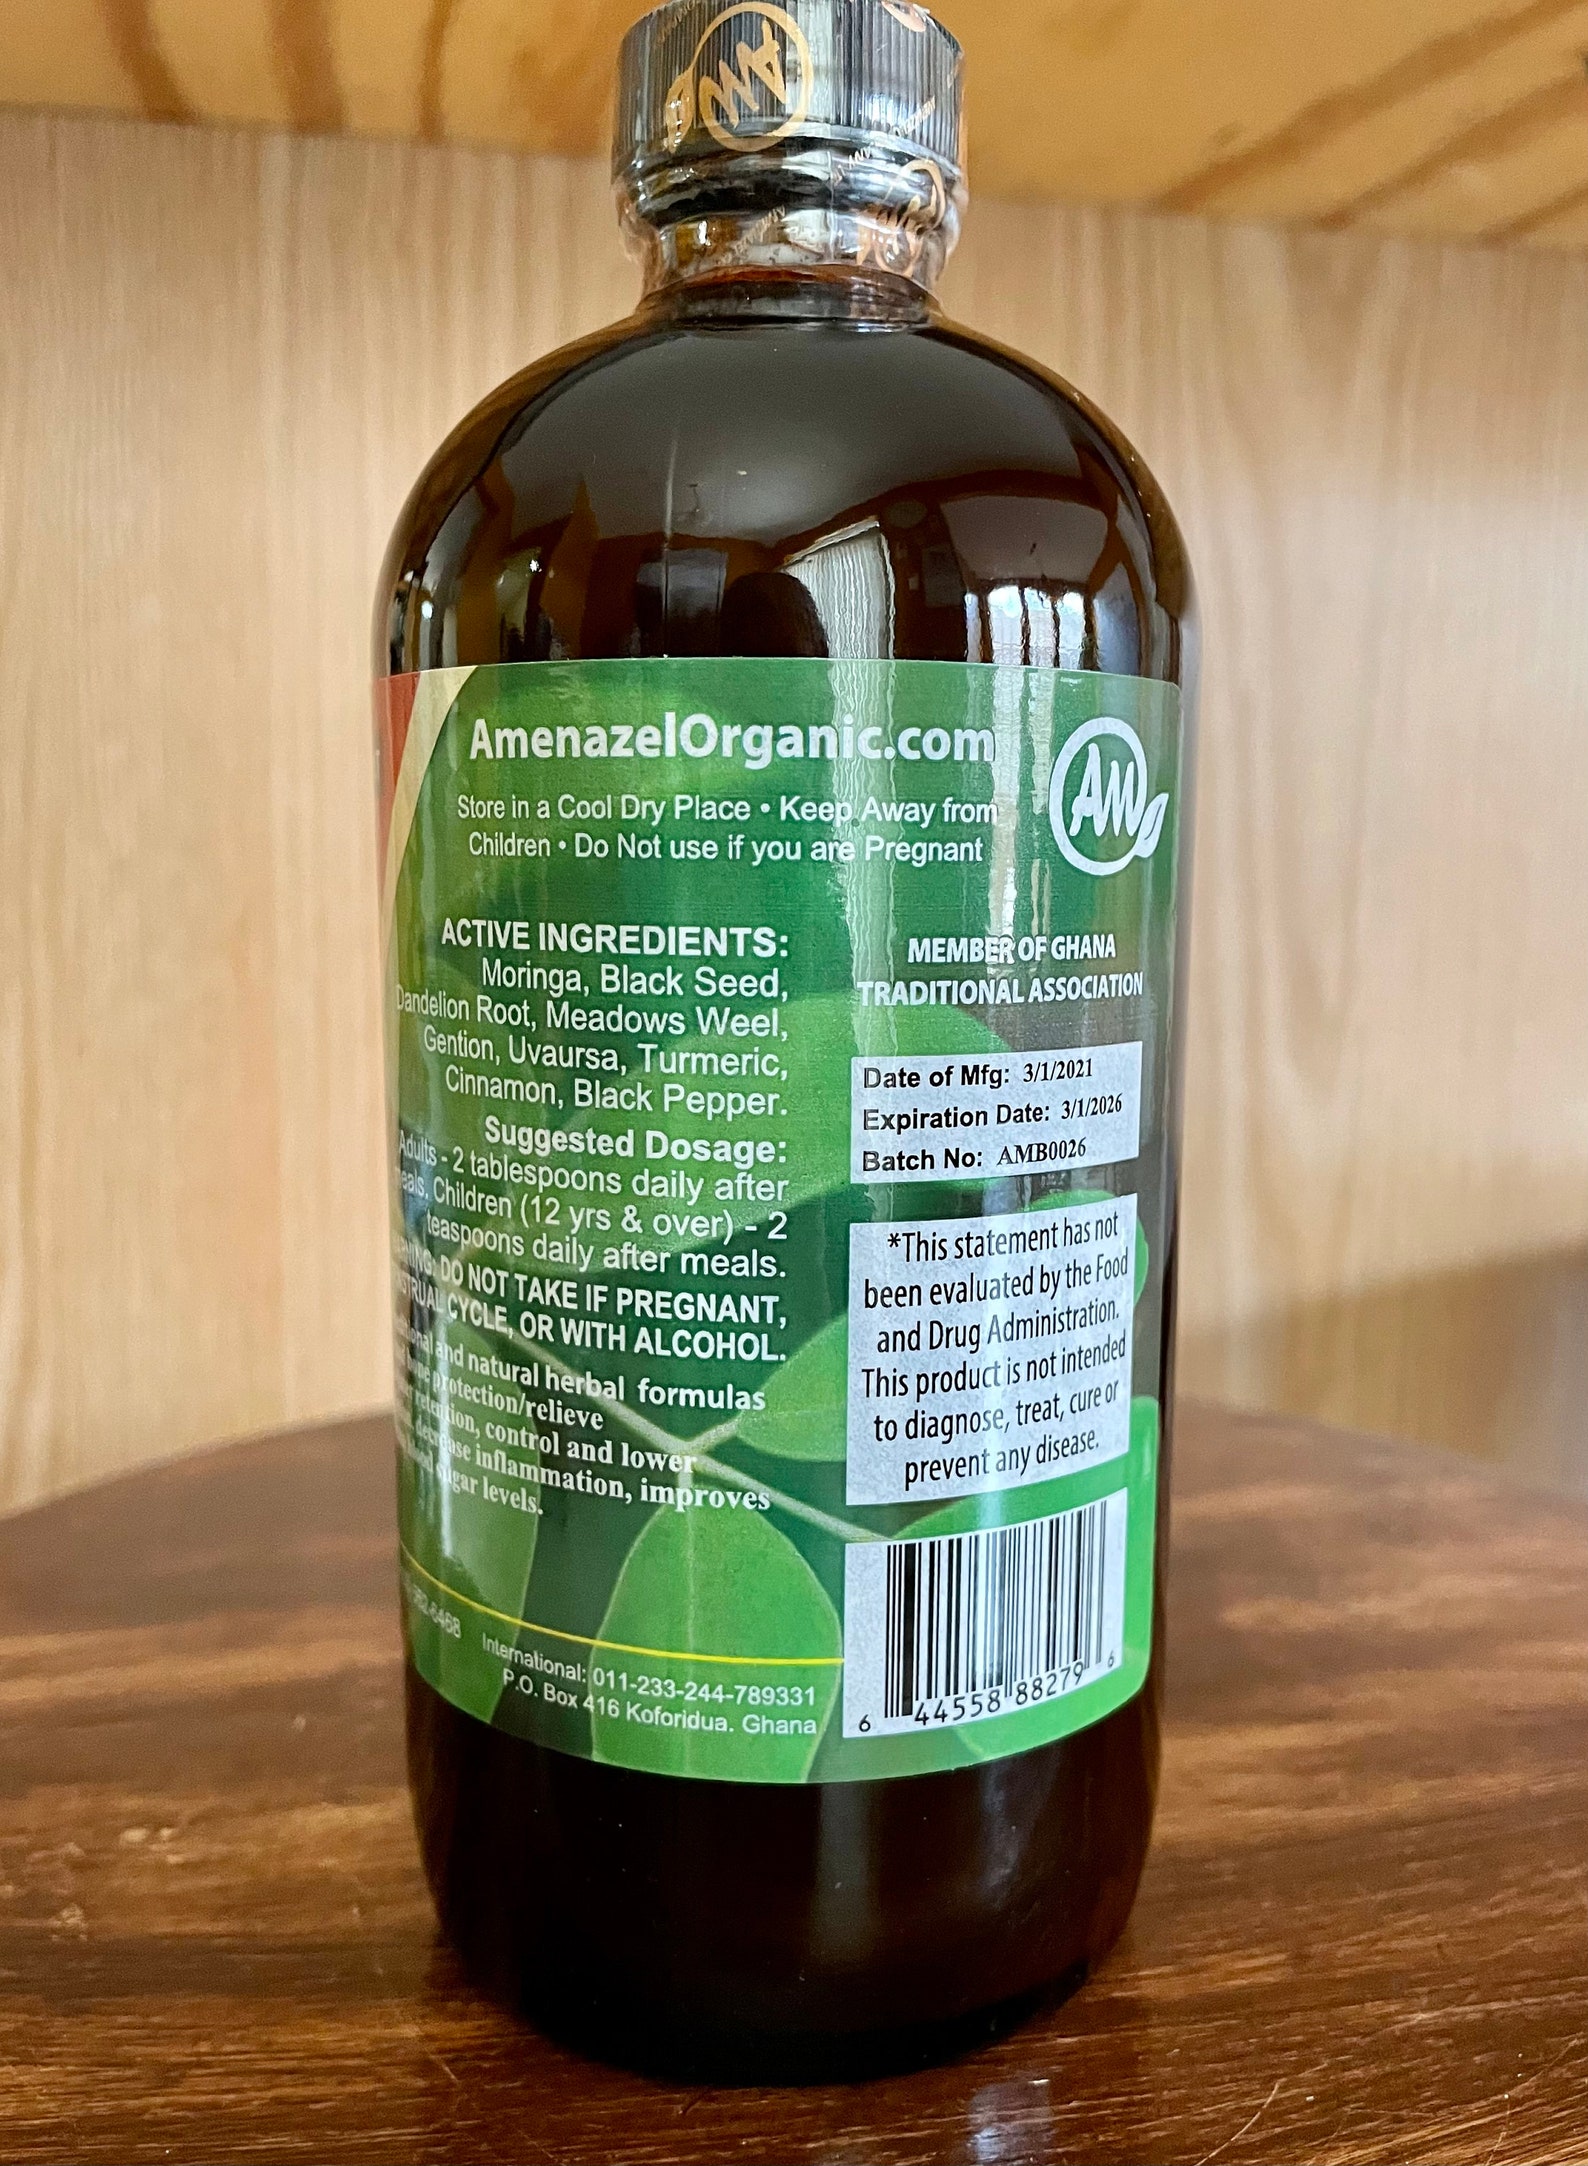 AM
AmenazelOrganic.com
Store in a Cool Dry Place • Keep Away from
Children • Do Not use if you are Pregnant
AM
ACTIVE INGREDIENTS:
Moringa, Black Seed,
Dandelion Root, Meadows Weel,
Gention, Uvaursa, Turmeric,
Cinnamon, Black Pepper.
Suggested Dosage:
Adults - 2 tablespoons daily after
Children (12 yrs & over) - 2
teaspoons daily after meals.
DO NOT TAKE IF PREGNANT,
CYCLE, OR WITH ALCOHOL.
and natural herbal formulas
protection/relieve
control and lower
inflammation, improves
levels.
International: 011-233-244-789331
P.O. Box 416 Koforidua. Ghana
MEMBER OF GHANA
TRADITIONAL ASSOCIATION
Date of Mfg: 3/1/2021
Expiration Date: 3/1/2026
Batch No: AMB0026
*This statement has not
been evaluated by the Food
and Drug Administration.
This product is not intended
to diagnose, treat, cure or
prevent any disease.
6 44558 88279 6